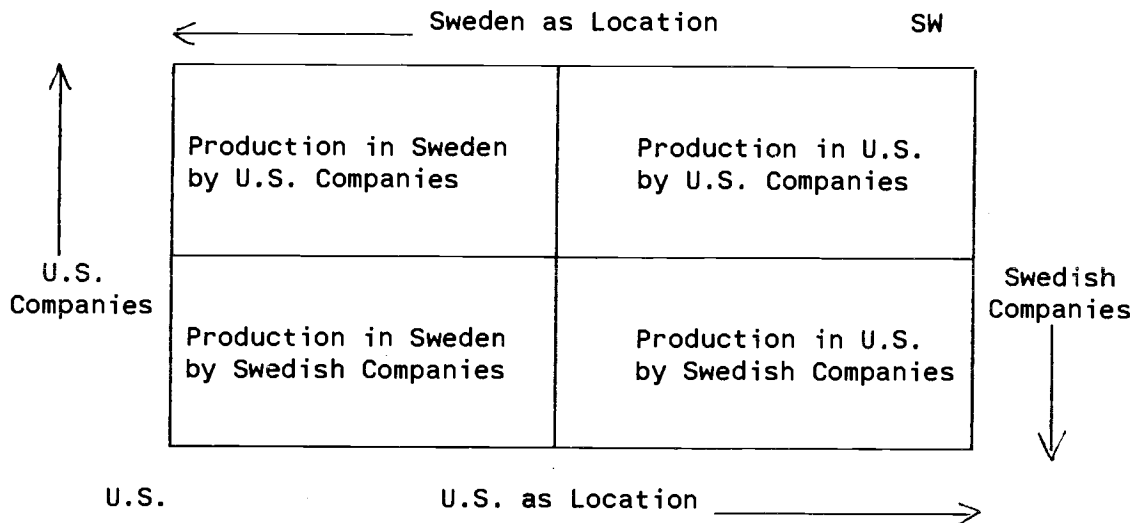 Sweden as Location SW
Production in Sweden
by U.S. Companies
Production in U.S.
by U.S. Companies
U.S.
Companies
Swedish
Companies
Production in Sweden
by Swedish Companies
Production in U.S.
by Swedish Companies
U.S. U.S. as Location